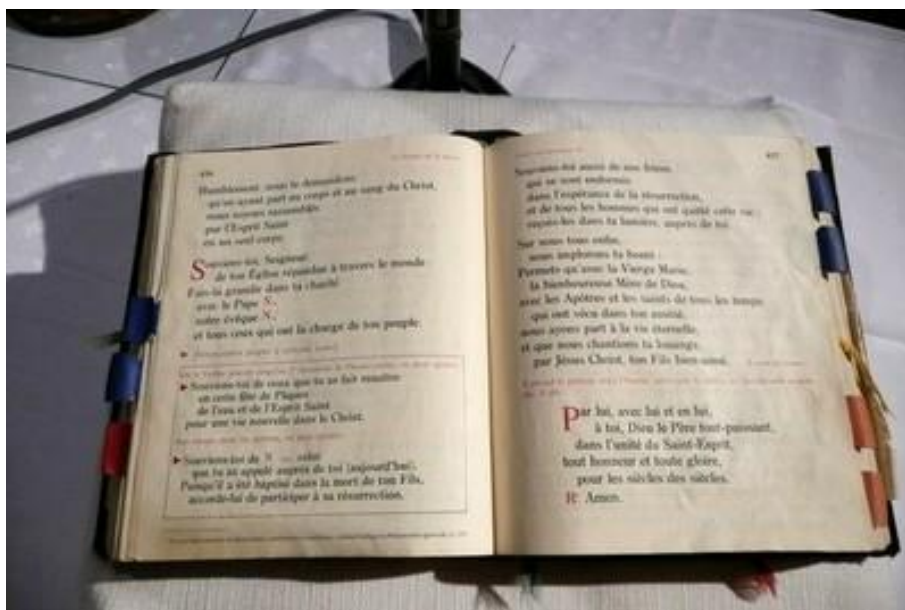 436
Humblement, nous te demandons
qu'en ayant part au corps et au sang du Christ,
nous soyons rassemblés
par l'Esprit Saint
en un seul corps.
Souviens-toi, Seigneur,
de ton Église répandue à travers le monde
Fais-la grandir dans ta charité
avec le Pape N.,
notre évêque N.,
et tous ceux qui ont la charge de ton peuple.
▶ Souviens-toi de ceux que tu as fait renaître
en cette fête de Pâques
de l'eau et de l'Esprit Saint
pour une vie nouvelle dans le Christ.
▶ Souviens-toi de N
que tu as appelé auprès de toi (aujourd'hui).
Puisqu'il a été baptisé dans la mort de ton Fils,
accorde-lui de participer à sa résurrection.
437
Souviens-toi aussi de nos frères
qui se sont endormis
dans l'espérance de la résurrection,
et de tous les hommes qui ont quitté cette vie :
reçois-les dans ta lumière, auprès de toi.
Sur nous tous enfin,
nous implorons ta bonté :
Permets qu'avec la Vierge Marie,
la bienheureuse Mère de Dieu,
avec les Apôtres et les saints de tous les temps
qui ont vécu dans ton amitié,
nous ayons part à la vie éternelle,
et que nous chantions ta louange,
par Jésus Christ, ton Fils bien-aimé.
Par lui, avec lui et en lui,
à toi, Dieu le Père tout-puissant,
dans l'unité du Saint-Esprit,
tout honneur et toute gloire,
pour les siècles des siècles.
R. Amen.